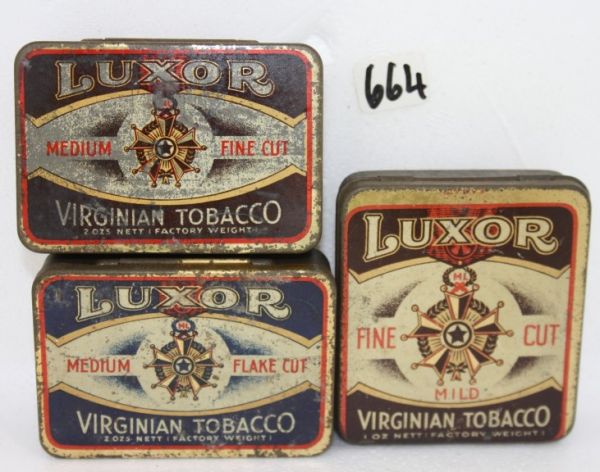 LUXOR
MEDIUM FINE CUT
VIRGINIAN TOBACCO
2 OZS NETT (FACTORY WEIGHT)
664
LUXOR
MEDIUM FLAKE CUT
VIRGINIAN TOBACCO
2 OZS NETT (FACTORY WEIGHT)
LUXOR
FINE CUT
MILD
VIRGINIAN TOBACCO
1 OZ NETT (FACTORY WEIGHT)